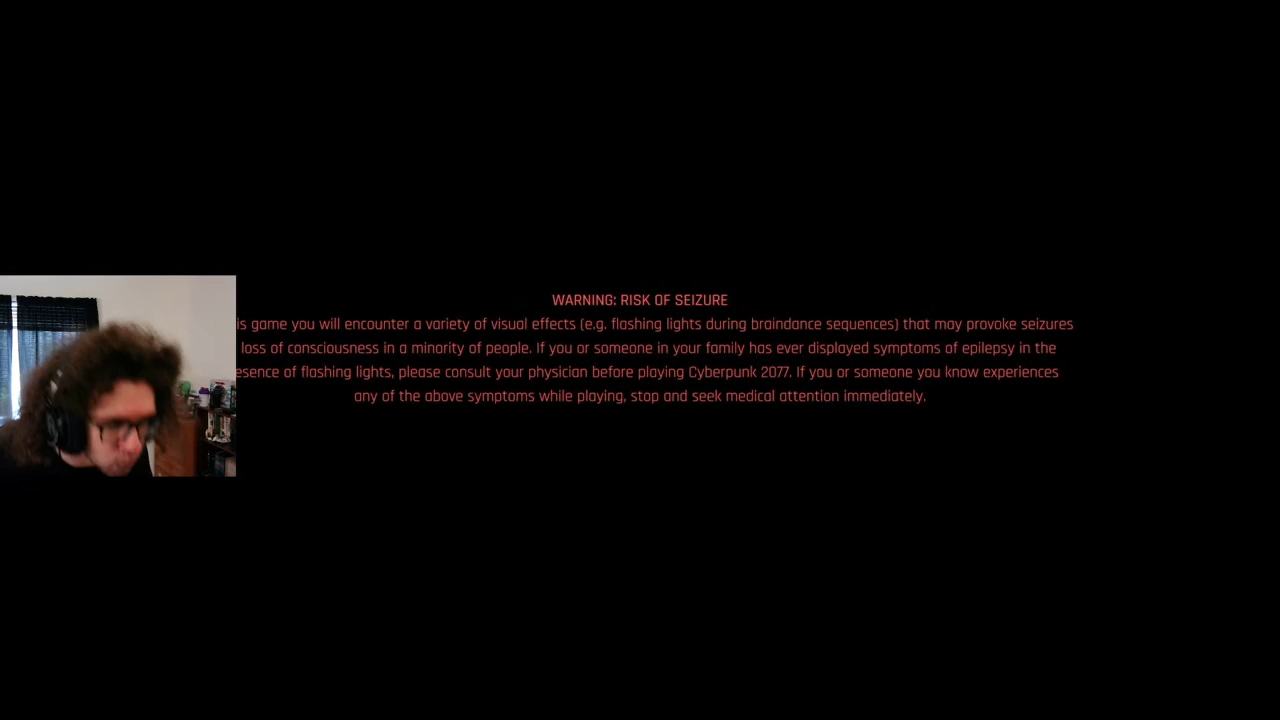 WARNING: RISK OF SEIZURE
is game you will encounter a variety of visual effects (e.g. flashing lights during braindance sequences) that may provoke seizures
loss of consciousness in a minority of people. If you or someone in your family has ever displayed symptoms of epilepsy in the
esence of flashing lights, please consult your physician before playing Cyberpunk 2077. If you or someone you know experiences
any of the above symptoms while playing, stop and seek medical attention immediately.